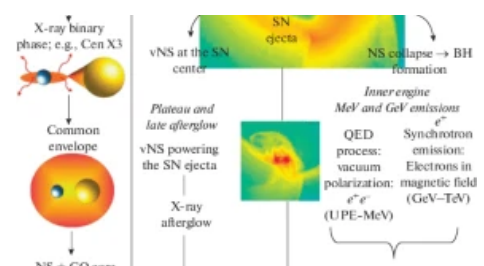 X-ray binary
phase; e.g., Cen X3
Common
envelope
SN
ejecta
νNS at the SN
center
NS collapse → BH
formation
Plateau and
late afterglow
νNS powering
the SN ejecta
X-ray
afterglow
Inner engine
MeV and GeV emissions
QED
process:
vacuum
polarization:
e⁺e⁻
(UPE-MeV)
e⁻
Synchrotron
emission:
Electrons in
magnetic field
(GeV–TeV)